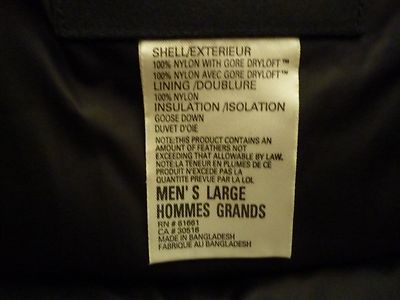 SHELL/EXTERIEUR
100% NYLON WITH GORE DRYLOFT™
100% NYLON AVEC GORE DRYLOFT™
LINING/DOUBLURE
100% NYLON
INSULATION/ISOLATION
GOOSE DOWN
DUVET D'OIE
NOTE:THIS PRODUCT CONTAINS AN
AMOUNT OF FEATHERS NOT
EXCEEDING THAT ALLOWABLE BY LAW.
NOTE:LA TENEUR EN PLUMES DE CE
PRODUIT N'EXCEDE PAS LA
QUANTITE PREVUE PAR LA LOI
MEN'S LARGE
HOMMES GRANDS
RN # 61661
CA # 30516
MADE IN BANGLADESH
FABRIQUE AU BANGLADESH